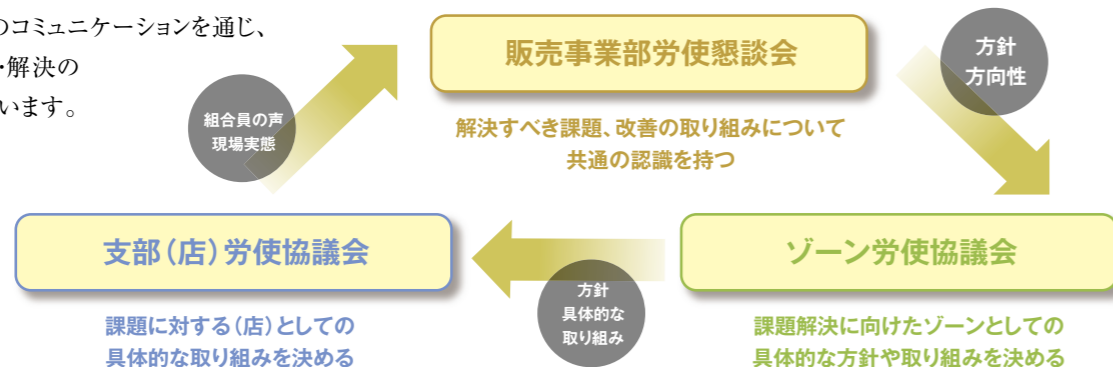 のコミュニケーションを通じ、
・解決の
います。
組合員の声
現場実態
販売事業部労使懇談会
方針
方向性
解決すべき課題、改善の取り組みについて
共通の認識を持つ
支部（店）労使協議会
ゾーン労使協議会
方針
具体的な
取り組み
課題に対する（店）としての
具体的な取り組みを決める
課題解決に向けたゾーンとしての
具体的な方針や取り組みを決める